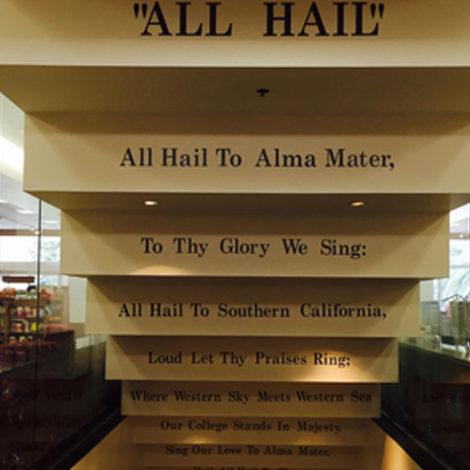 "ALL HAIL"
All Hail To Alma Mater,
To Thy Glory We Sing:
All Hail To Southern California,
Loud Let Thy Praises Ring;
Where Western Sky Meets Western Sea
Our College Stands In Majesty.
Sing Our Love To Alma Mater,